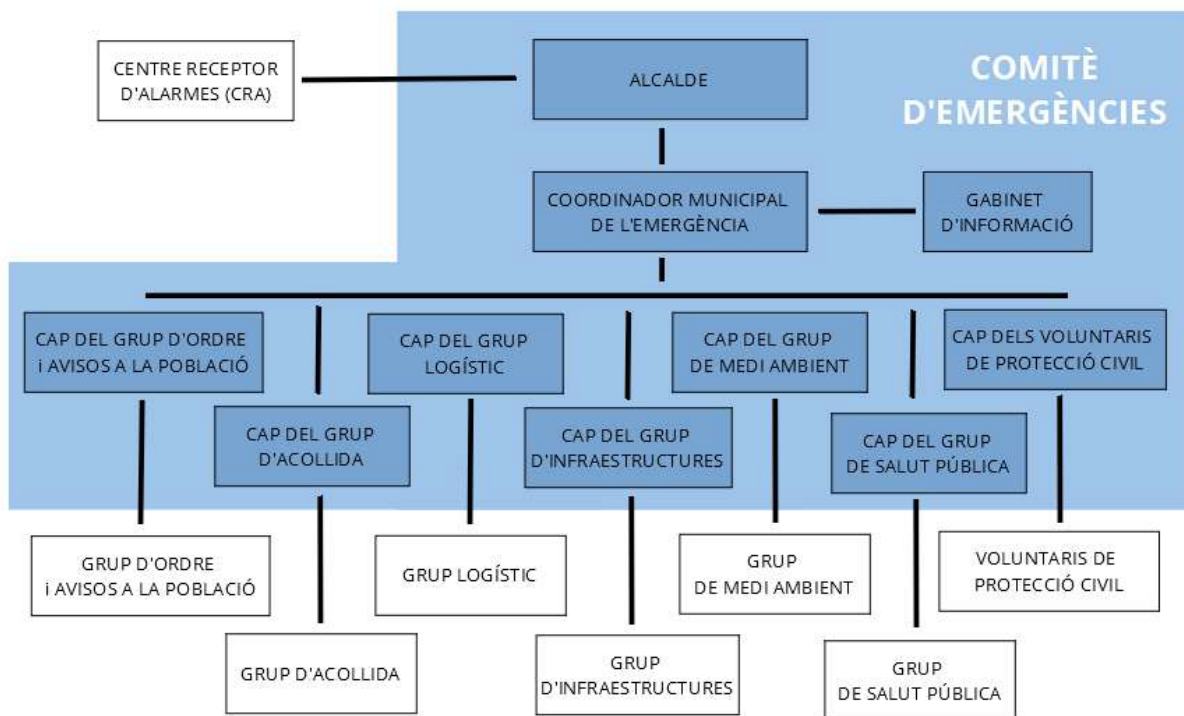 CENTRE RECEPTOR
D'ALARMES (CRA)
ALCALDE
COMITÈ
D'EMERGÈNCIES
COORDINADOR MUNICIPAL
DE L'EMERGÈNCIA
GABINET
D'INFORMACIÓ
CAP DEL GRUP D'ORDRE
i AVISOS A LA POBLACIÓ
CAP DEL GRUP
LOGÍSTIC
CAP DEL GRUP
DE MEDI AMBIENT
CAP DELS VOLUNTARIS
DE PROTECCIÓ CIVIL
CAP DEL GRUP
D'ACOLLIDA
CAP DEL GRUP
D'INFRAESTRUCTURES
CAP DEL GRUP
DE SALUT PÚBLICA
GRUP D'ORDRE
i AVISOS A LA POBLACIÓ
GRUP LOGÍSTIC
GRUP
DE MEDI AMBIENT
VOLUNTARIS DE
PROTECCIÓ CIVIL
GRUP D'ACOLLIDA
GRUP
D'INFRAESTRUCTURES
GRUP
DE SALUT PÚBLICA